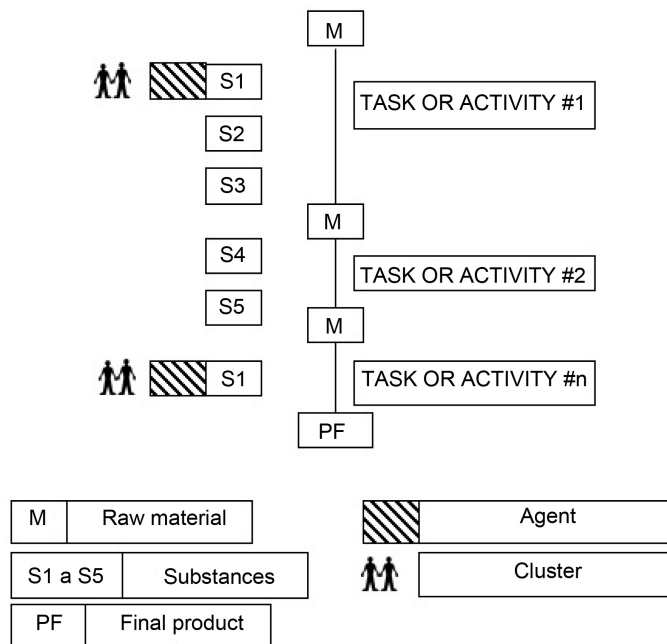 M
S1
TASK OR ACTIVITY #1
S2
S3
M
S4
TASK OR ACTIVITY #2
S5
M
S1
TASK OR ACTIVITY #n
PF
M Raw material
Agent
S1 a S5 Substances
Cluster
PF Final product